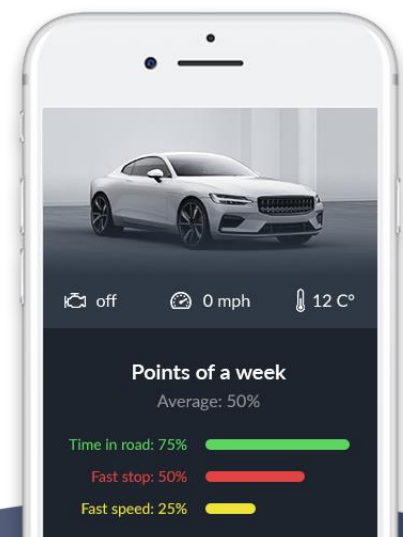 off 0 mph 12 C°
Points of a week
Average: 50%
Time in road: 75%
Fast stop: 50%
Fast speed: 25%